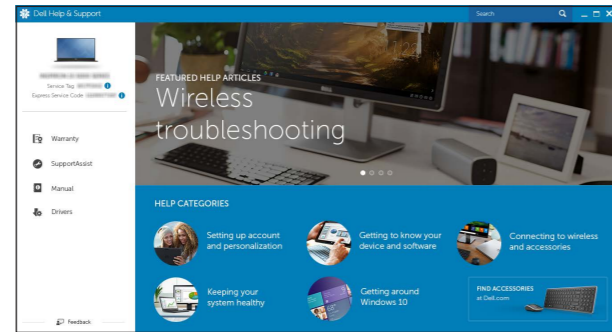 Dell Help & Support
Search
Service Tag:
Express Service Code:
Warranty
SupportAssist
Manual
Drivers
Feedback
FEATURED HELP ARTICLES
Wireless
troubleshooting
HELP CATEGORIES
Setting up account
and personalization
Getting to know your
device and software
Connecting to wireless
and accessories
Keeping your
system healthy
Getting around
Windows 10
FIND ACCESSORIES
at Dell.com